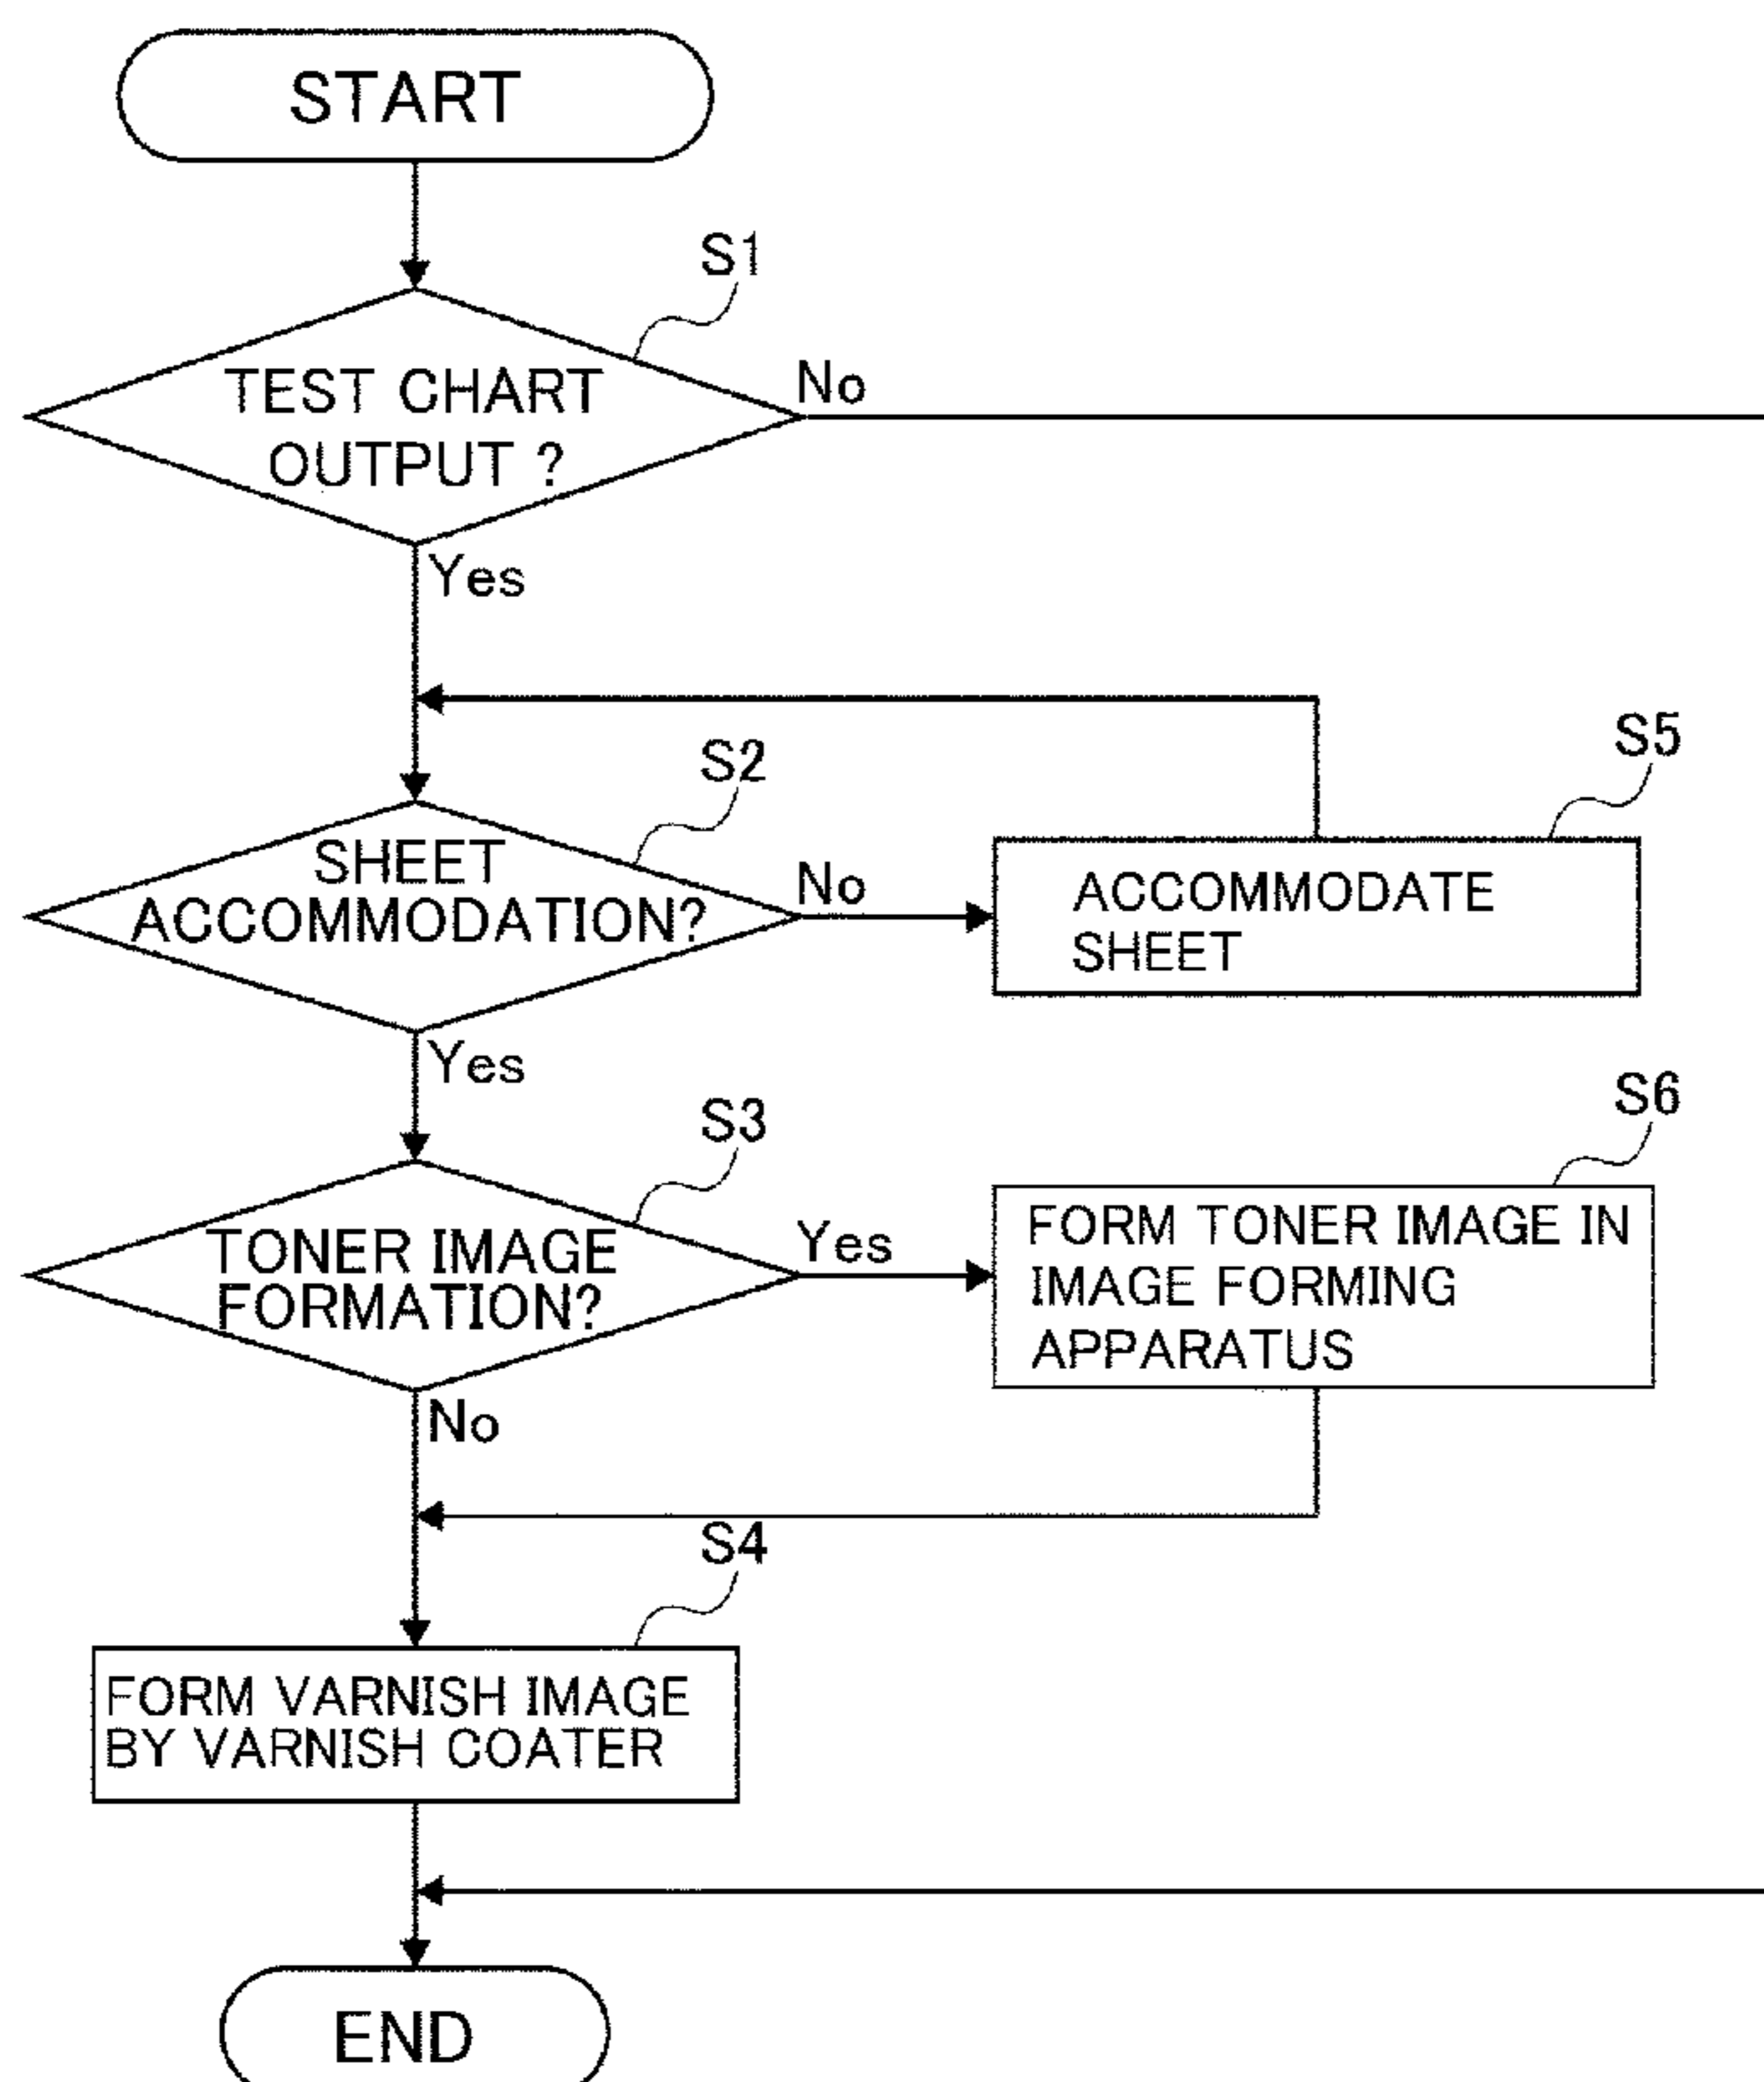 START
S1
TEST CHART
OUTPUT ?
No
Yes
S2
SHEET
ACCOMMODATION?
No
S5
ACCOMMODATE
SHEET
Yes
S3
TONER IMAGE
FORMATION?
Yes
S6
FORM TONER IMAGE IN
IMAGE FORMING
APPARATUS
No
S4
FORM VARNISH IMAGE
BY VARNISH COATER
END